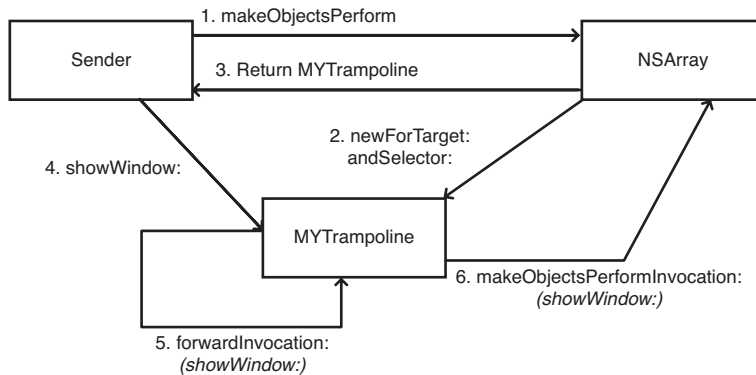 1. makeObjectsPerform
Sender
NSArray
3. Return MYTrampoline
2. newForTarget:
andSelector:
4. showWindow:
MYTrampoline
6. makeObjectsPerformInvocation:
(showWindow:)
5. forwardInvocation:
(showWindow:)